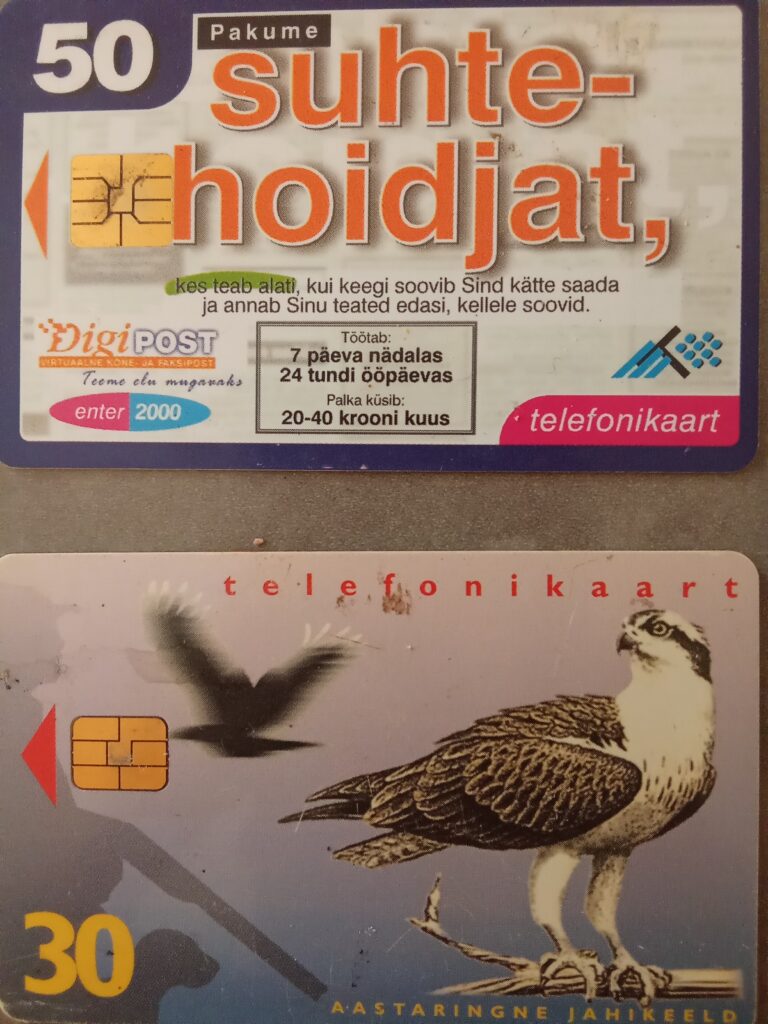 50
Pakume
suhte-
hoidjat,
kes teab alati, kui keegi soovib Sind kätte saada
ja annab Sinu teated edasi, kellele soovid.
DigiPOST
VIRTUAALNE KÕNE- JA FAKSIPOST
Teeme elu mugavaks
enter 2000
Töötab:
7 päeva nädalas
24 tundi ööpäevas
Palka küsib:
20-40 krooni kuus
telefonikaart
telefonikaart
30
AASTARINGNE JAHIKEELD